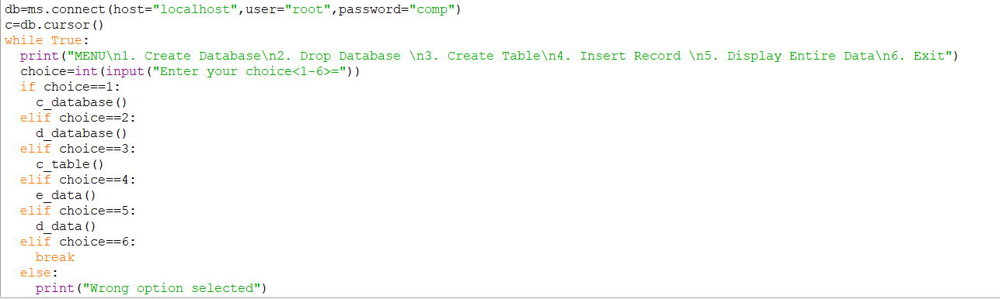 db=ms.connect(host="localhost",user="root",password="comp")
c=db.cursor()
while True:
  print("MENU\n1. Create Database\n2. Drop Database \n3. Create Table\n4. Insert Record \n5. Display Entire Data\n6. Exit")
  choice=int(input("Enter your choice<1-6>="))
  if choice==1:
    c_database()
  elif choice==2:
    d_database()
  elif choice==3:
    c_table()
  elif choice==4:
    e_data()
  elif choice==5:
    d_data()
  elif choice==6:
    break
  else:
    print("Wrong option selected")